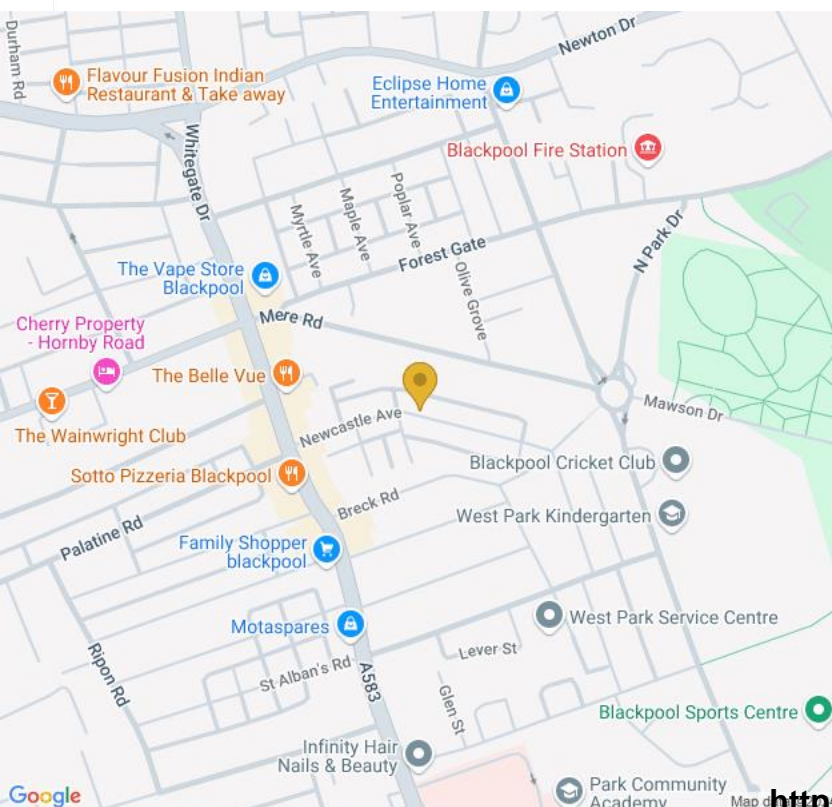 Durham Rd
Newton Dr
Flavour Fusion Indian
Restaurant & Take away
Eclipse Home
Entertainment
Whitegate Dr
Blackpool Fire Station
Myrtle Ave
Maple Ave
Poplar Ave
Forest Gate
Olive Grove
N Park Dr
The Vape Store
Blackpool
Mere Rd
Cherry Property
- Hornby Road
The Belle Vue
Newcastle Ave
Mawson Dr
The Wainwright Club
Blackpool Cricket Club
Sotto Pizzeria Blackpool
Breck Rd
West Park Kindergarten
Palatine Rd
Family Shopper
blackpool
Motaspares
West Park Service Centre
Ripon Rd
St Alban's Rd
A583
Lever St
Glen St
Blackpool Sports Centre
Infinity Hair
Nails & Beauty
Park Community
Academy
Google
Map
http